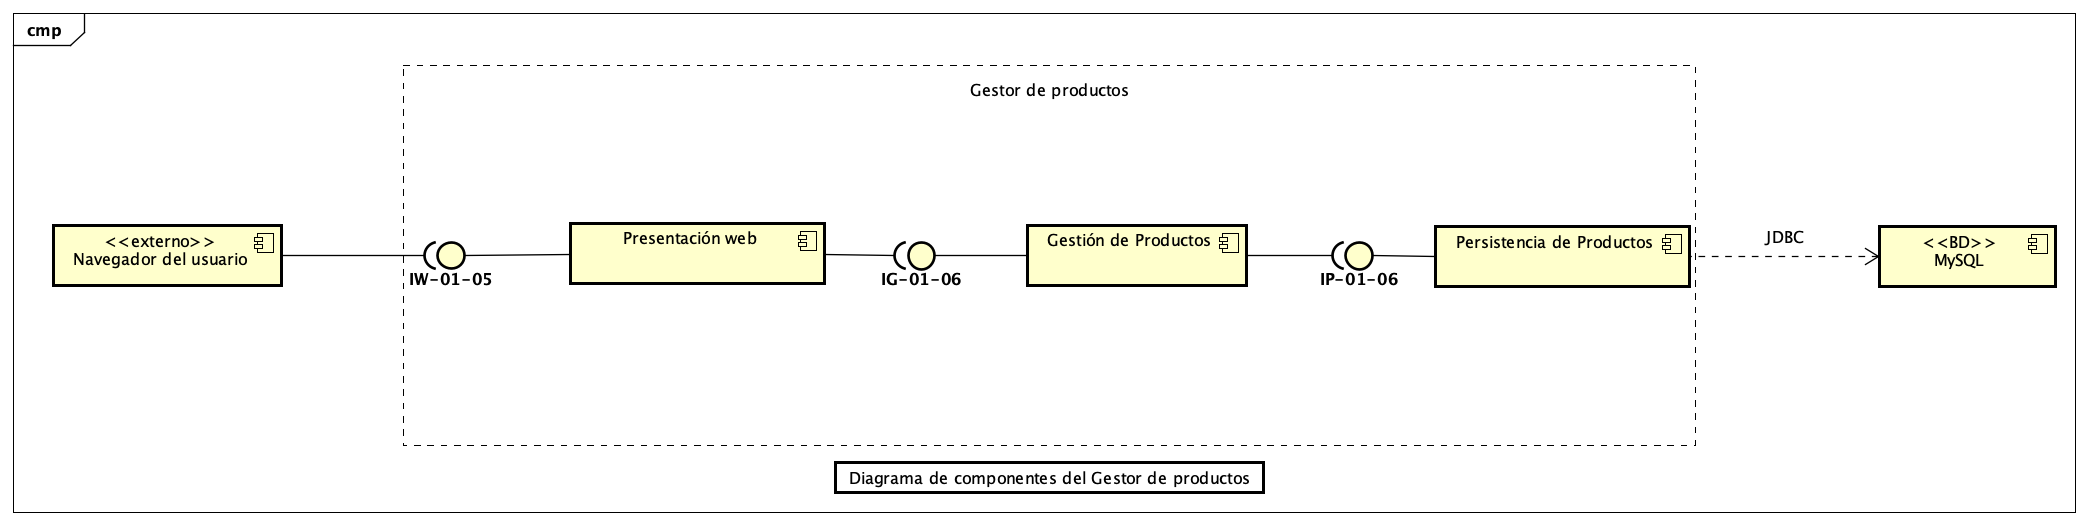 cmp
Gestor de productos
<<externo>>
Navegador del usuario
IW-01-05
Presentación web
IG-01-06
Gestión de Productos
IP-01-06
Persistencia de Productos
JDBC
<<BD>>
MySQL
Diagrama de componentes del Gestor de productos